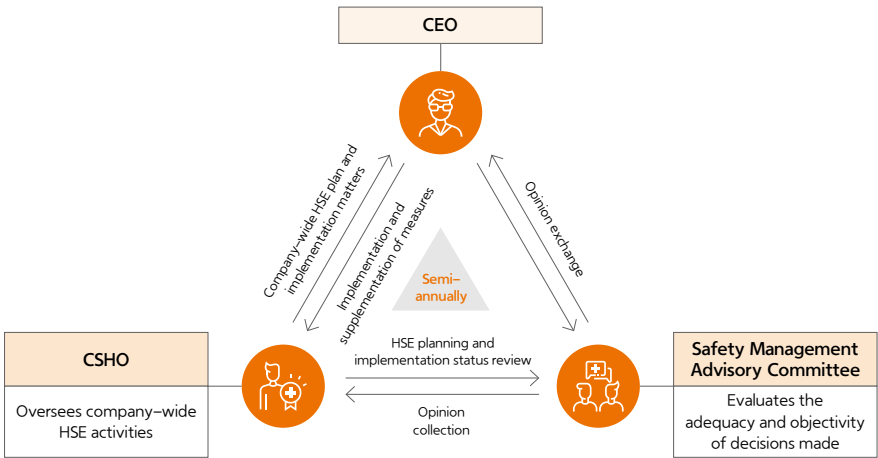 CEO
Company–wide HSE plan and
implementation matters
Implementation and
supplementation of measures
Opinion exchange
Semi–
annually
CSHO
Oversees company–wide
HSE activities
HSE planning and
implementation status review
Opinion
collection
Safety Management
Advisory Committee
Evaluates the
adequacy and objectivity
of decisions made